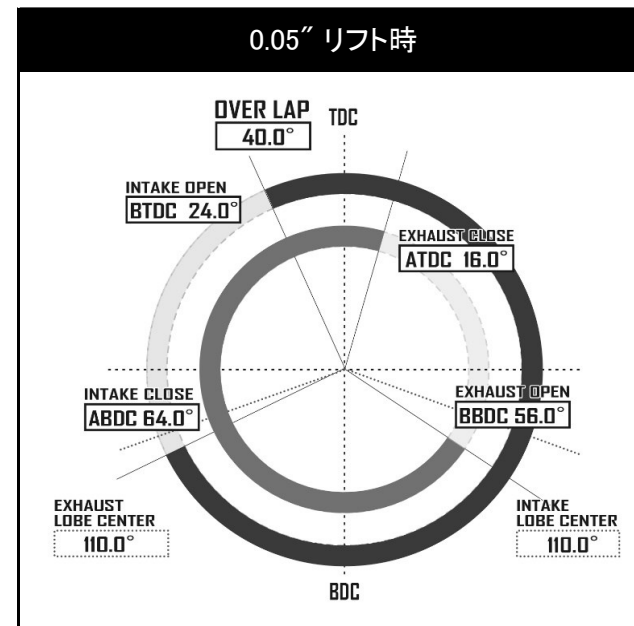 0.05″ リフト時
OVER LAP
40.0°
TDC
INTAKE OPEN
BTDC 24.0°
EXHAUST CLOSE
ATDC 16.0°
INTAKE CLOSE
ABDC 64.0°
EXHAUST OPEN
BBDC 56.0°
EXHAUST
LOBE CENTER
110.0°
INTAKE
LOBE CENTER
110.0°
BDC